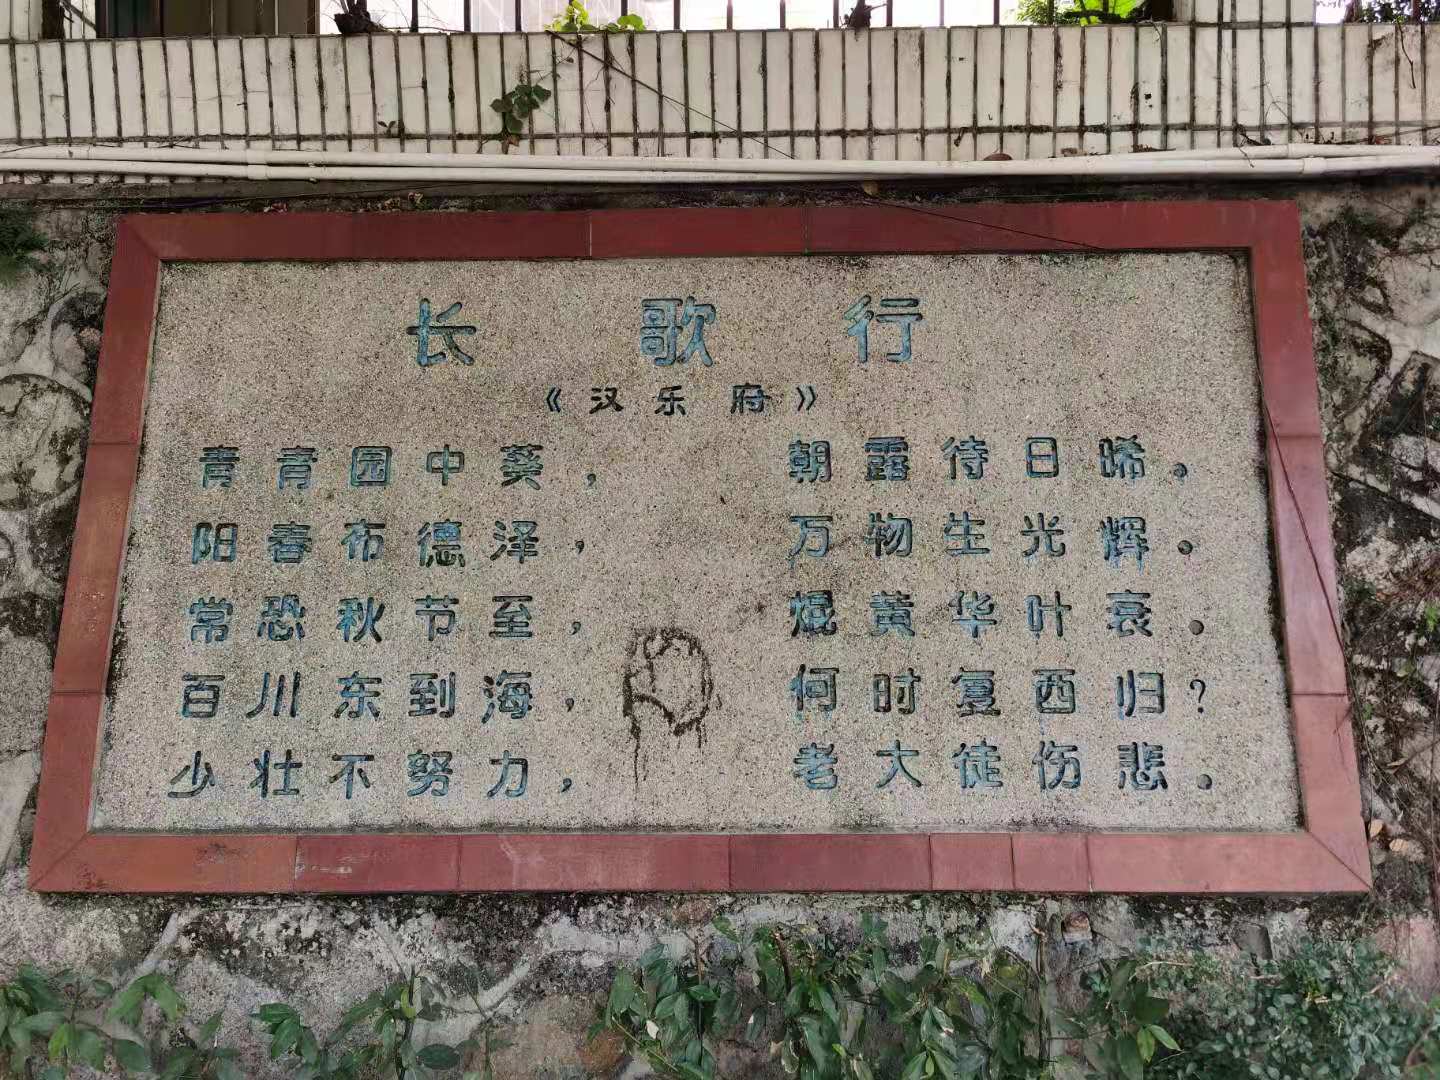 长歌行
《汉乐府》
青青园中葵，朝露待日晞。
阳春布德泽，万物生光辉。
常恐秋节至，焜黄华叶衰。
百川东到海，何时复西归？
少壮不努力，老大徒伤悲。